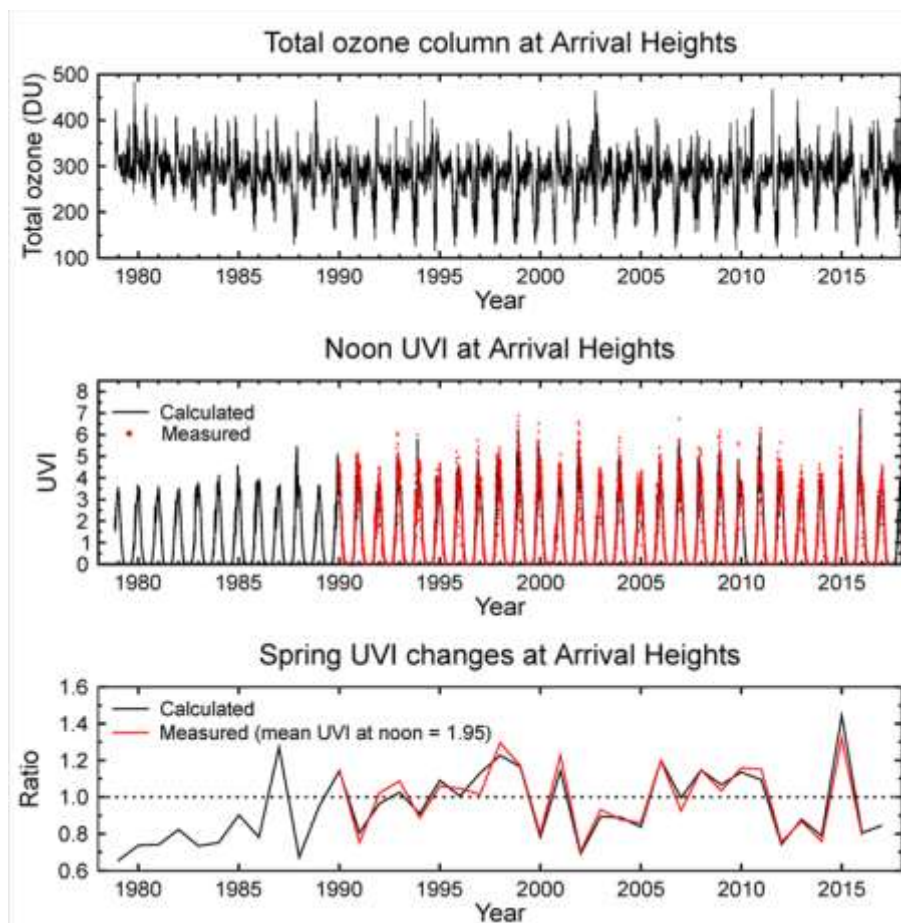 Total ozone column at Arrival Heights
Total ozone (DU)
500
400
300
200
100
1980 1985 1990 1995 2000 2005 2010 2015
Year
Noon UVI at Arrival Heights
UVI
8
7
6
5
4
3
2
1
0
Calculated
Measured
1980 1985 1990 1995 2000 2005 2010 2015
Year
Spring UVI changes at Arrival Heights
Ratio
1.6
1.4
1.2
1.0
0.8
0.6
Calculated
Measured (mean UVI at noon = 1.95)
1980 1985 1990 1995 2000 2005 2010 2015
Year